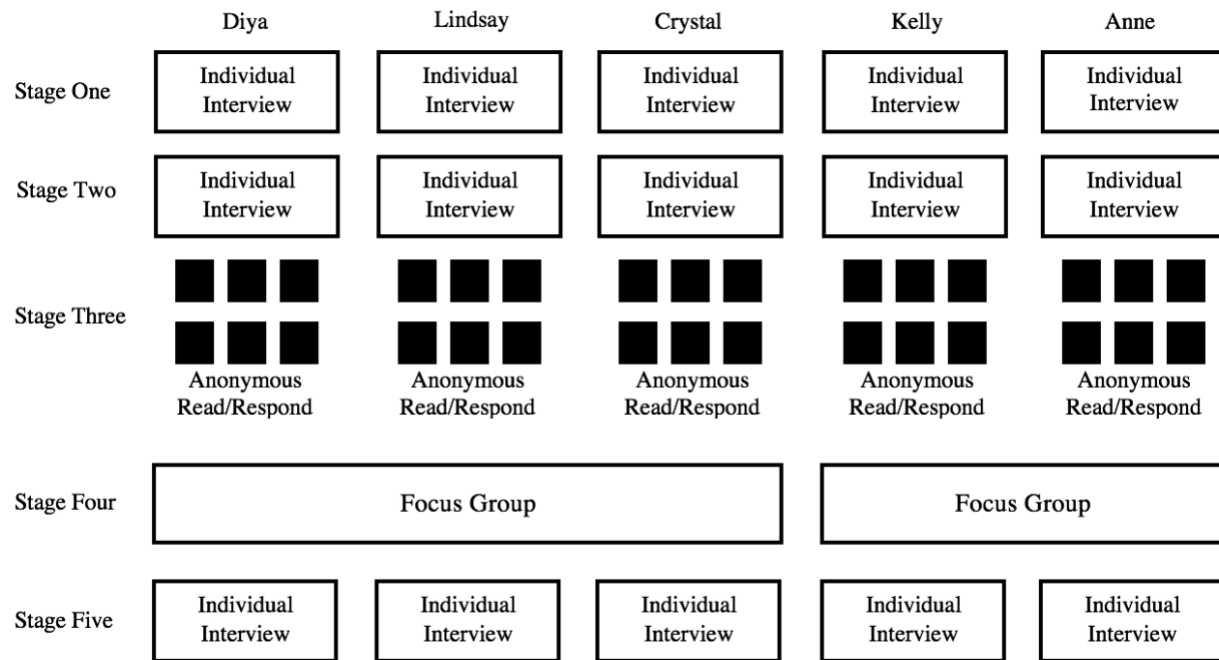 Diya Lindsay Crystal Kelly Anne
Stage One
Individual Individual Individual Individual Individual
Interview Interview Interview Interview Interview
Stage Two
Individual Individual Individual Individual Individual
Interview Interview Interview Interview Interview
Stage Three
Anonymous Anonymous Anonymous Anonymous Anonymous
Read/Respond Read/Respond Read/Respond Read/Respond Read/Respond
Stage Four Focus Group Focus Group
Stage Five
Individual Individual Individual Individual Individual
Interview Interview Interview Interview Interview